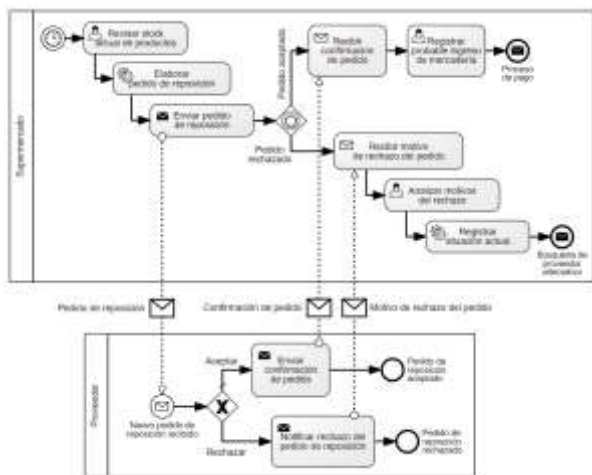 Supermercado
Revisar stock
actual de productos
Elaborar
pedido de reposición
Enviar pedido
de reposición
Pedido aceptado
Pedido
rechazado
Recibir
confirmación
de pedido
Registrar
probable ingreso
de mercadería
Proceso
de pago
Recibir motivo
de rechazo del pedido
Analizar motivos
del rechazo
Registrar
situación actual
Búsqueda de
proveedor
alternativo
Pedido de reposición
Confirmación de pedido
Motivo de rechazo del pedido
Proveedor
Nuevo pedido de
reposición recibido
Aceptar
Rechazar
Enviar
confirmación
de pedido
Pedido de
reposición
aceptado
Notificar rechazo del
pedido de reposición
Pedido de
reposición
rechazado